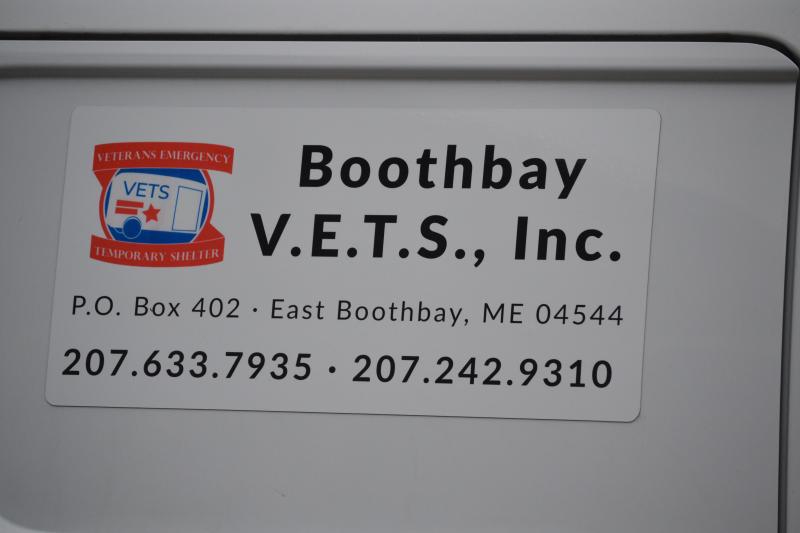 VETERANS EMERGENCY
VETS
TEMPORARY SHELTER
Boothbay
V.E.T.S., Inc.
P.O. Box 402 · East Boothbay, ME 04544
207.633.7935 · 207.242.9310